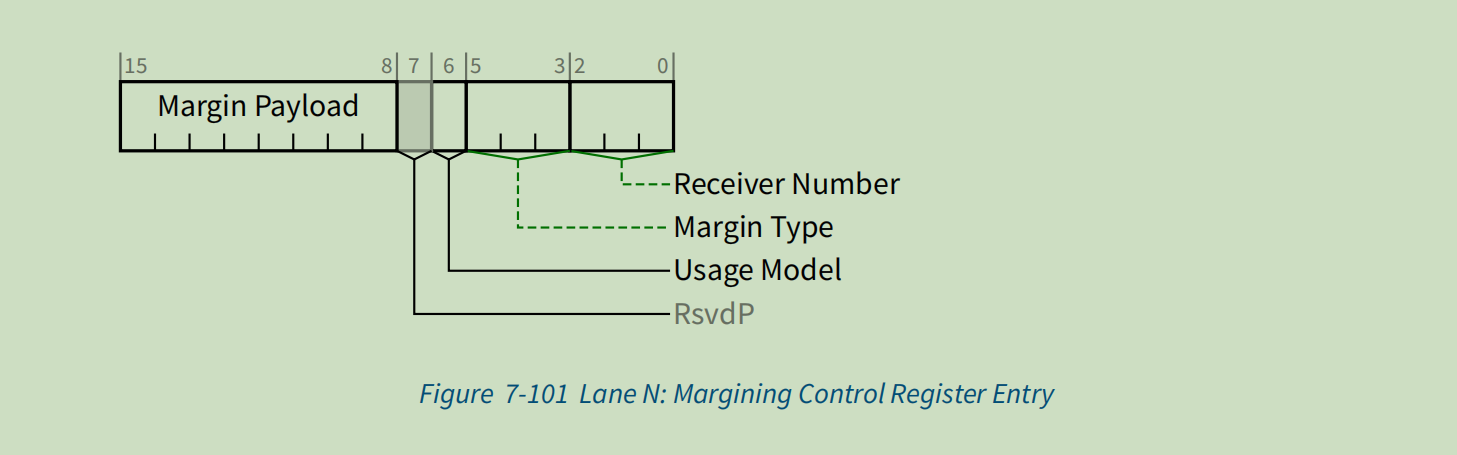 15 8 7 6 5 3 2 0
Margin Payload
Receiver Number
Margin Type
Usage Model
RsvdP
Figure 7-101 Lane N: Margining Control Register Entry